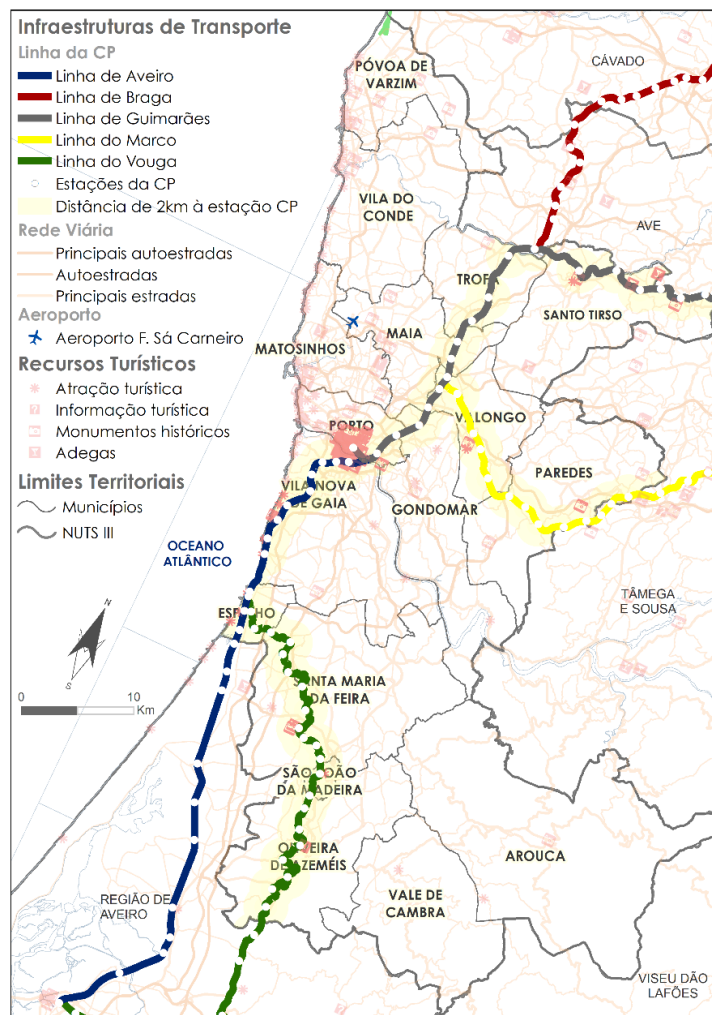 Infraestruturas de Transporte
Linha da CP
Linha de Aveiro
Linha de Braga
Linha de Guimarães
Linha do Marco
Linha do Vouga
Estações da CP
Distância de 2km à estação CP
Rede Viária
Principais autoestradas
Autoestradas
Principais estradas
Aeroporto
Aeroporto F. Sá Carneiro
Recursos Turísticos
Atração turística
Informação turística
Monumentos históricos
Adegas
Limites Territoriais
Municípios
NUTS III
PÓVOA DE
VARZIM
CÁVADO
VILA DO
CONDE
AVE
TROFA
SANTO TIRSO
MAIA
MATOSINHOS
VALONGO
PORTO
PAREDES
VILA NOVA
DE GAIA
GONDOMAR
OCEANO
ATLÂNTICO
TÂMEGA
E SOUSA
ESPINHO
N
S
0 10
Km
SANTA MARIA
DA FEIRA
SÃO JOÃO
DA MADEIRA
OLIVEIRA
DE AZEMÉIS
AROUCA
VALE DE
CAMBRA
REGIÃO DE
AVEIRO
VISEU DÃO
LAFÕES